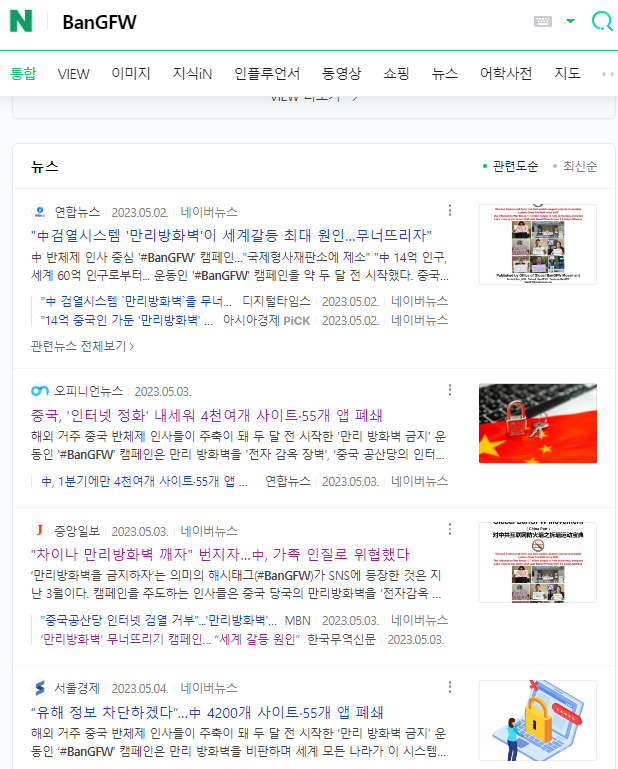 N BanGFW
통합 VIEW 이미지 지식iN 인플루언서 동영상 쇼핑 뉴스 어학사전 지도
VIEW 더보기 >
뉴스 관련도순 최신순
연합뉴스 2023.05.02. 네이버뉴스
"中검열시스템 '만리방화벽'이 세계갈등 최대 원인…무너뜨리자"
中 반체제 인사 중심 '#BanGFW' 캠페인…"국제형사재판소에 제소" "中 14억 인구,
세계 60억 인구로부터... 운동인 '#BanGFW' 캠페인을 약 두 달 전 시작했다. 중국...
"中 검열시스템 `만리방화벽`을 무너... 디지털타임스 2023.05.02. 네이버뉴스
"14억 중국인 가둔 '만리방화벽' ... 아시아경제 PiCK 2023.05.02. 네이버뉴스
관련뉴스 전체보기 >
Published by Office of Global BanGFW Movement
오피니언뉴스 2023.05.03.
중국, '인터넷 정화' 내세워 4천여개 사이트·55개 앱 폐쇄
해외 거주 중국 반체제 인사들이 주축이 돼 두 달 전 시작한 '만리 방화벽 금지' 운
동인 '#BanGFW' 캠페인은 만리 방화벽을 '전자 감옥 장벽', '중국 공산당의 인터...
中, 1분기에만 4천여개 사이트·55개 앱 ... 연합뉴스 2023.05.03. 네이버뉴스
J 중앙일보 2023.05.03. 네이버뉴스
"차이나 만리방화벽 깨자" 번지자…中, 가족 인질로 위협했다
'만리방화벽을 금지하자'는 의미의 해시태그(#BanGFW)가 SNS에 등장한 것은 지
난 3월이다. 캠페인을 주도하는 인사들은 중국 당국의 만리방화벽을 '전자감옥 ...
"중국공산당 인터넷 검열 거부"…'만리방화벽'... MBN 2023.05.03. 네이버뉴스
'만리방화벽' 무너뜨리기 캠페인… "세계 갈등 원인" 한국무역신문 2023.05.03.
Global BanGFW Movement
(China Part)
对中共互联网防火墙之拆墙运动宝典
서울경제 2023.05.04. 네이버뉴스
“유해 정보 차단하겠다”…中 4200개 사이트·55개 앱 폐쇄
해외 거주 중국 반체제 인사들이 주축이 돼 두 달 전 시작한 '만리 방화벽 금지' 운
동인 '#BanGFW' 캠페인은 만리 방화벽을 비판하며 세계 모든 나라가 이 시스템...